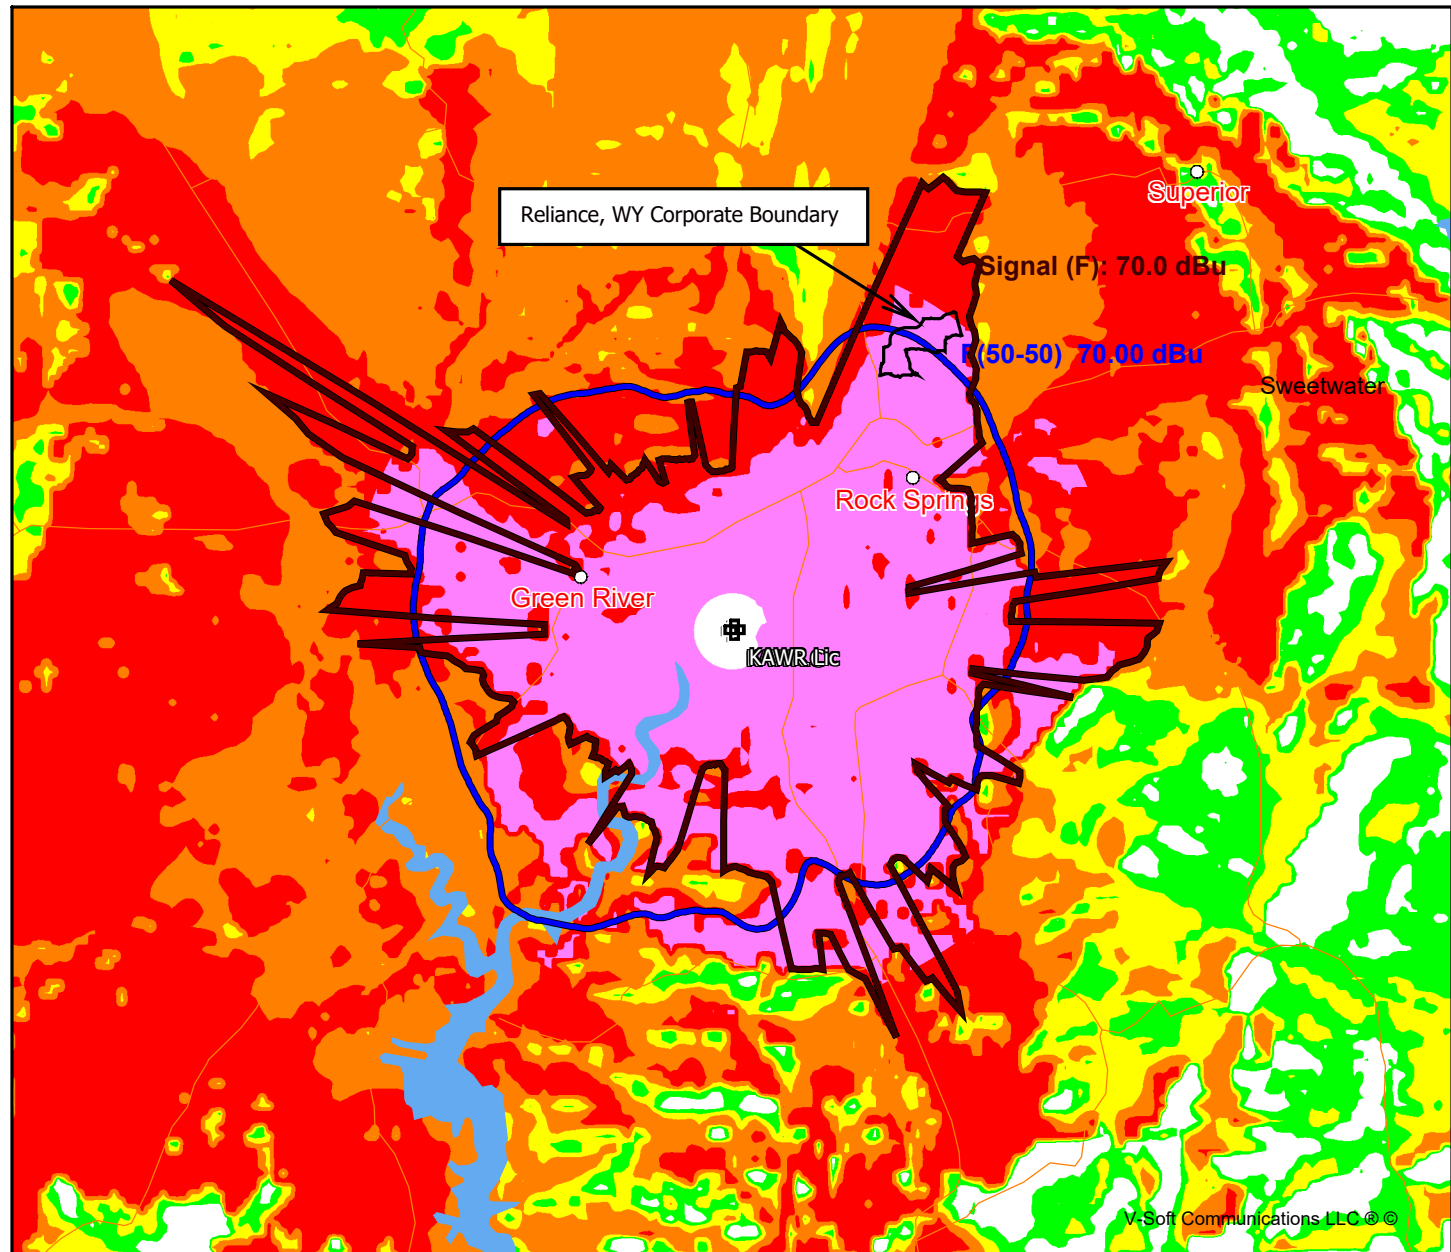 Superior
Reliance, WY Corporate Boundary
Signal (F): 70.0 dBu
F(50-50) 70.00 dBu
Sweetwater
Rock Springs
Green River
KAWR.Lic
V-Soft Communications LLC ® ©